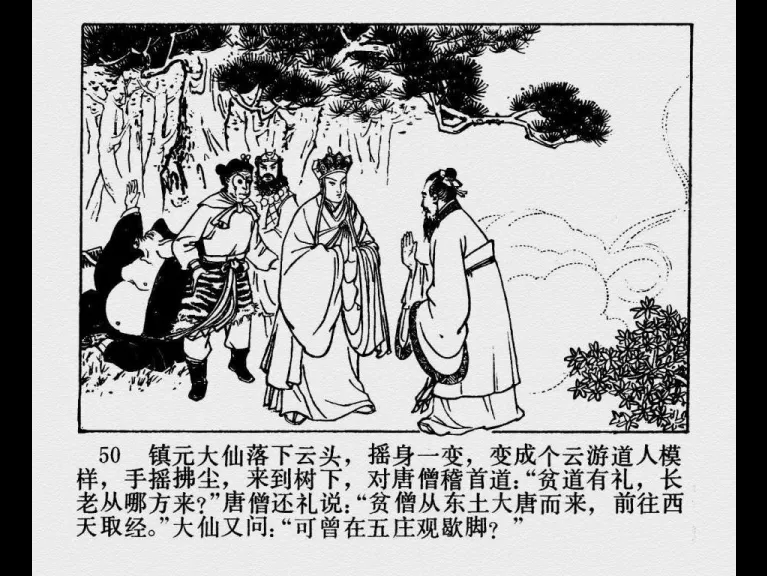 50 镇元大仙落下云头，摇身一变，变成个云游道人模
样，手摇拂尘，来到树下，对唐僧稽首道：“贫道有礼，长
老从哪方来？”唐僧还礼说：“贫僧从东土大唐而来，前往西
天取经。”大仙又问：“可曾在五庄观歇脚？”